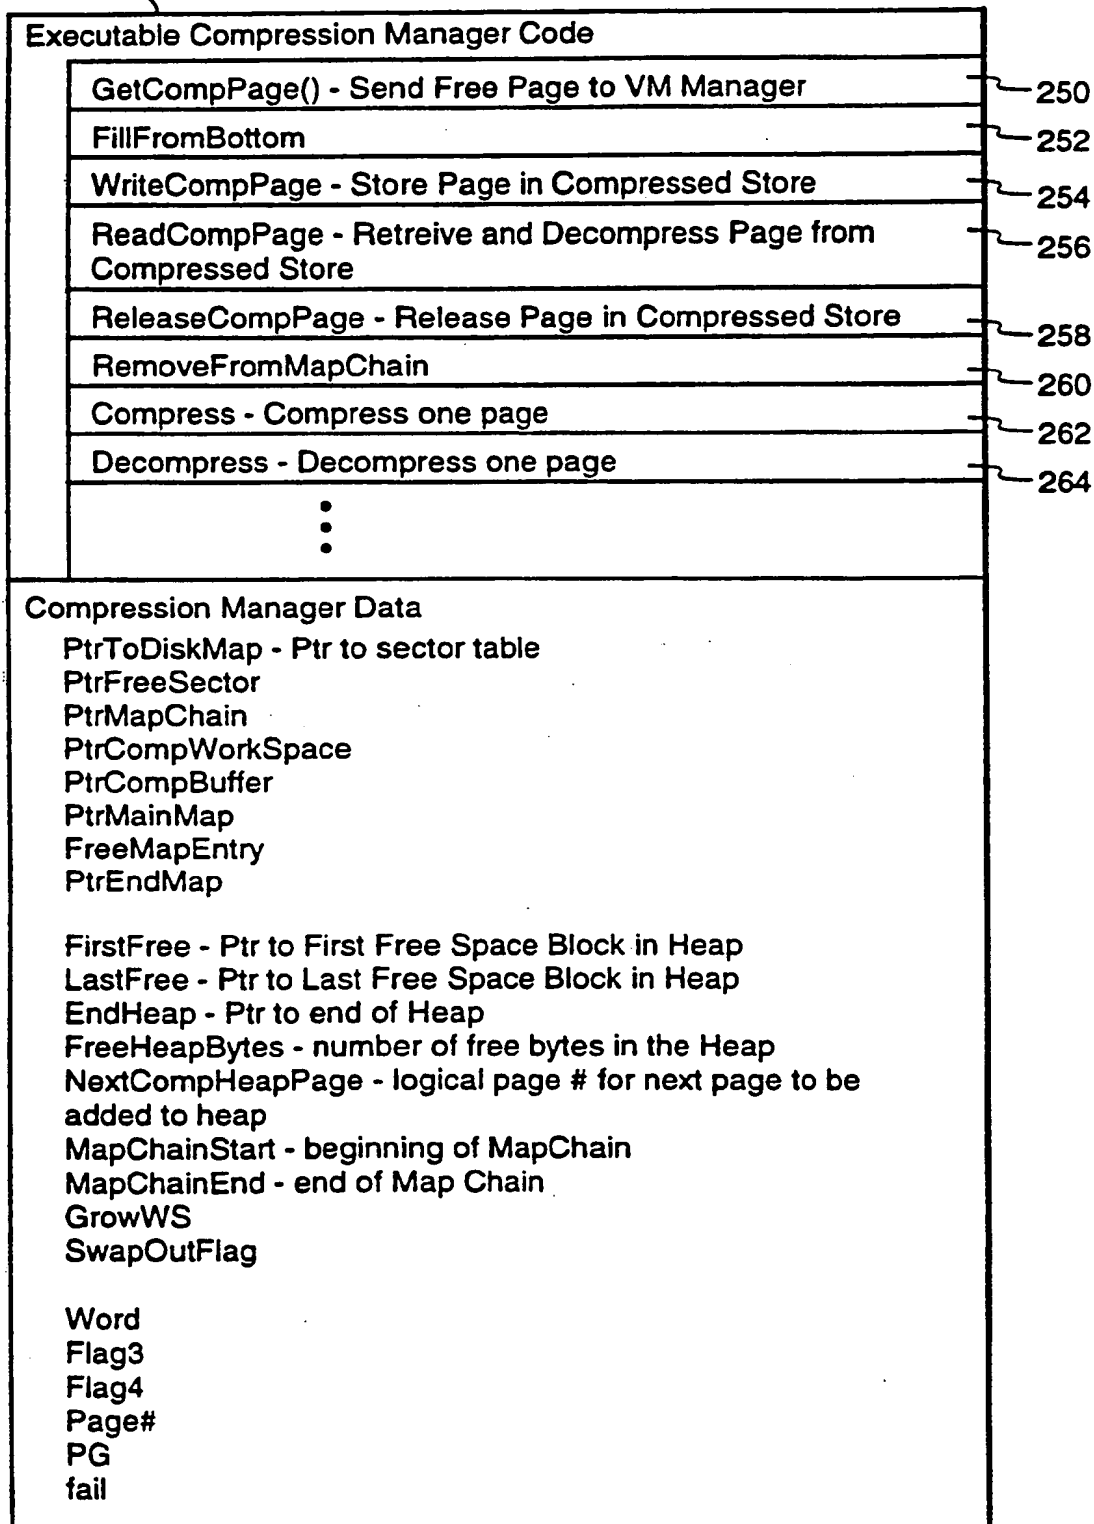 Executable Compression Manager Code
GetCompPage() - Send Free Page to VM Manager
250
FillFromBottom
252
WriteCompPage - Store Page in Compressed Store
254
ReadCompPage - Retreive and Decompress Page from
Compressed Store
256
ReleaseCompPage - Release Page in Compressed Store
258
RemoveFromMapChain
260
Compress - Compress one page
262
Decompress - Decompress one page
264
Compression Manager Data
PtrToDiskMap - Ptr to sector table
PtrFreeSector
PtrMapChain
PtrCompWorkSpace
PtrCompBuffer
PtrMainMap
FreeMapEntry
PtrEndMap
FirstFree - Ptr to First Free Space Block in Heap
LastFree - Ptr to Last Free Space Block in Heap
EndHeap - Ptr to end of Heap
FreeHeapBytes - number of free bytes in the Heap
NextCompHeapPage - logical page # for next page to be
added to heap
MapChainStart - beginning of MapChain
MapChainEnd - end of Map Chain
GrowWS
SwapOutFlag
Word
Flag3
Flag4
Page#
PG
fail